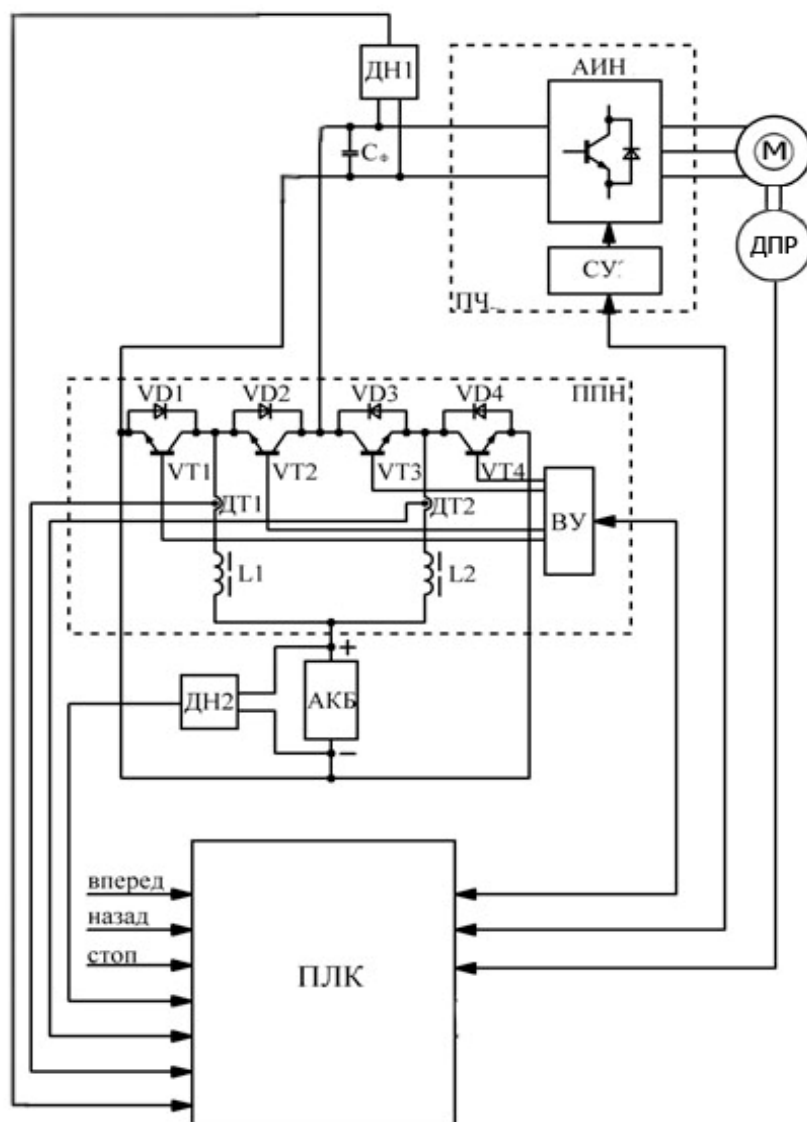 ДН1
АИН
Сф
М
ДПР
СУ
ПЧ
VD1
VD2
VD3
VD4
ППН
VT1
VT2
VT3
VT4
ДТ1
ДТ2
ВУ
L1
L2
+
ДН2
АКБ
–
вперед
назад
стоп
ПЛК